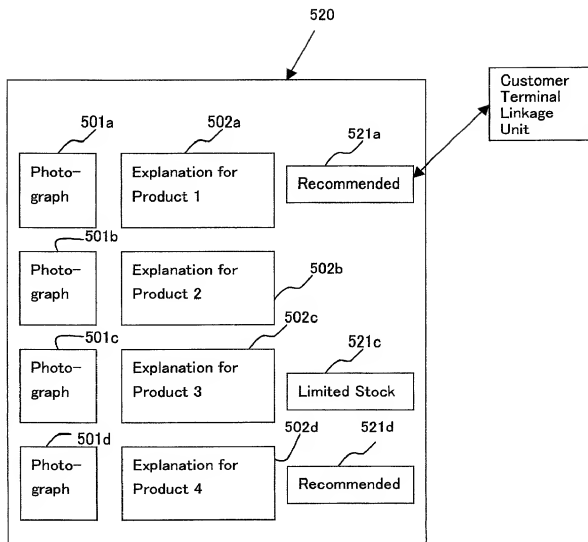 520
Customer
Terminal
Linkage
Unit
501a
502a
521a
Photo-
graph
Explanation for
Product 1
Recommended
501b
Photo-
graph
Explanation for
Product 2
502b
502c
501c
521c
Photo-
graph
Explanation for
Product 3
Limited Stock
501d
502d
521d
Photo-
graph
Explanation for
Product 4
Recommended